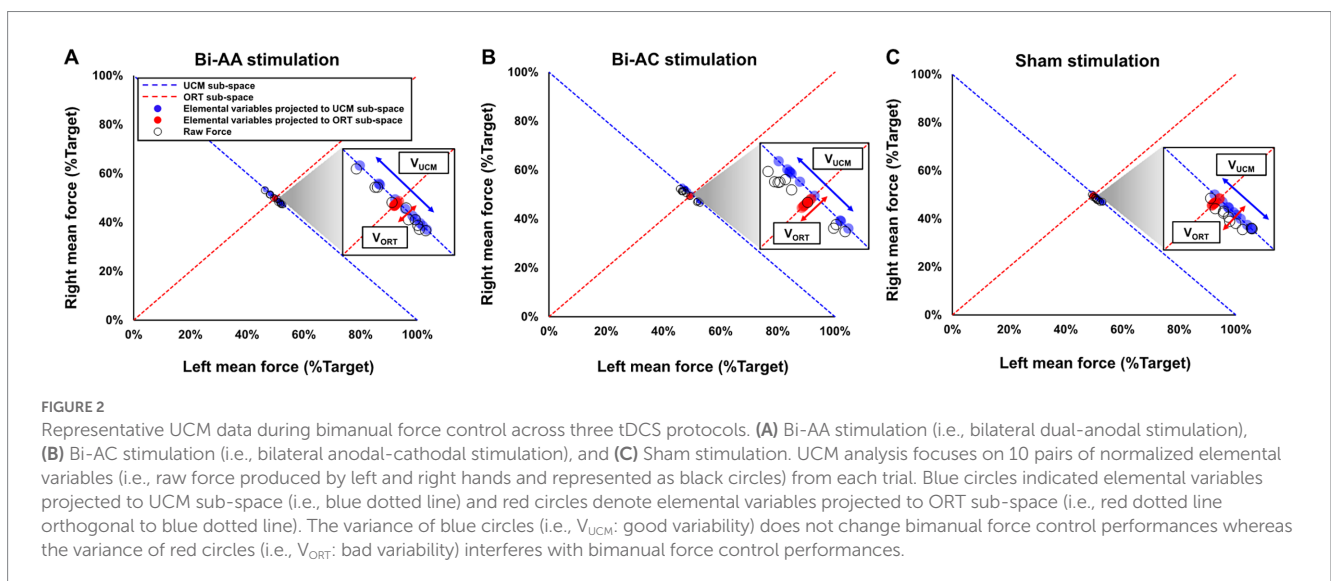 A
Bi-AA stimulation
100%
80%
60%
40%
20%
0%
0%
20%
40%
60%
80%
100%
Right mean force (%Target)
Left mean force (%Target)
UCM sub-space
ORT sub-space
Elemental variables projected to UCM sub-space
Elemental variables projected to ORT sub-space
Raw Force
VUCM
VORT
B
Bi-AC stimulation
100%
80%
60%
40%
20%
0%
0%
20%
40%
60%
80%
100%
Right mean force (%Target)
Left mean force (%Target)
VUCM
VORT
C
Sham stimulation
100%
80%
60%
40%
20%
0%
0%
20%
40%
60%
80%
100%
Right mean force (%Target)
Left mean force (%Target)
VUCM
VORT
FIGURE 2
Representative UCM data during bimanual force control across three tDCS protocols. (A) Bi-AA stimulation (i.e., bilateral dual-anodal stimulation),
(B) Bi-AC stimulation (i.e., bilateral anodal-cathodal stimulation), and (C) Sham stimulation. UCM analysis focuses on 10 pairs of normalized elemental
variables (i.e., raw force produced by left and right hands and represented as black circles) from each trial. Blue circles indicated elemental variables
projected to UCM sub-space (i.e., blue dotted line) and red circles denote elemental variables projected to ORT sub-space (i.e., red dotted line
orthogonal to blue dotted line). The variance of blue circles (i.e., VUCM: good variability) does not change bimanual force control performances whereas
the variance of red circles (i.e., VORT: bad variability) interferes with bimanual force control performances.